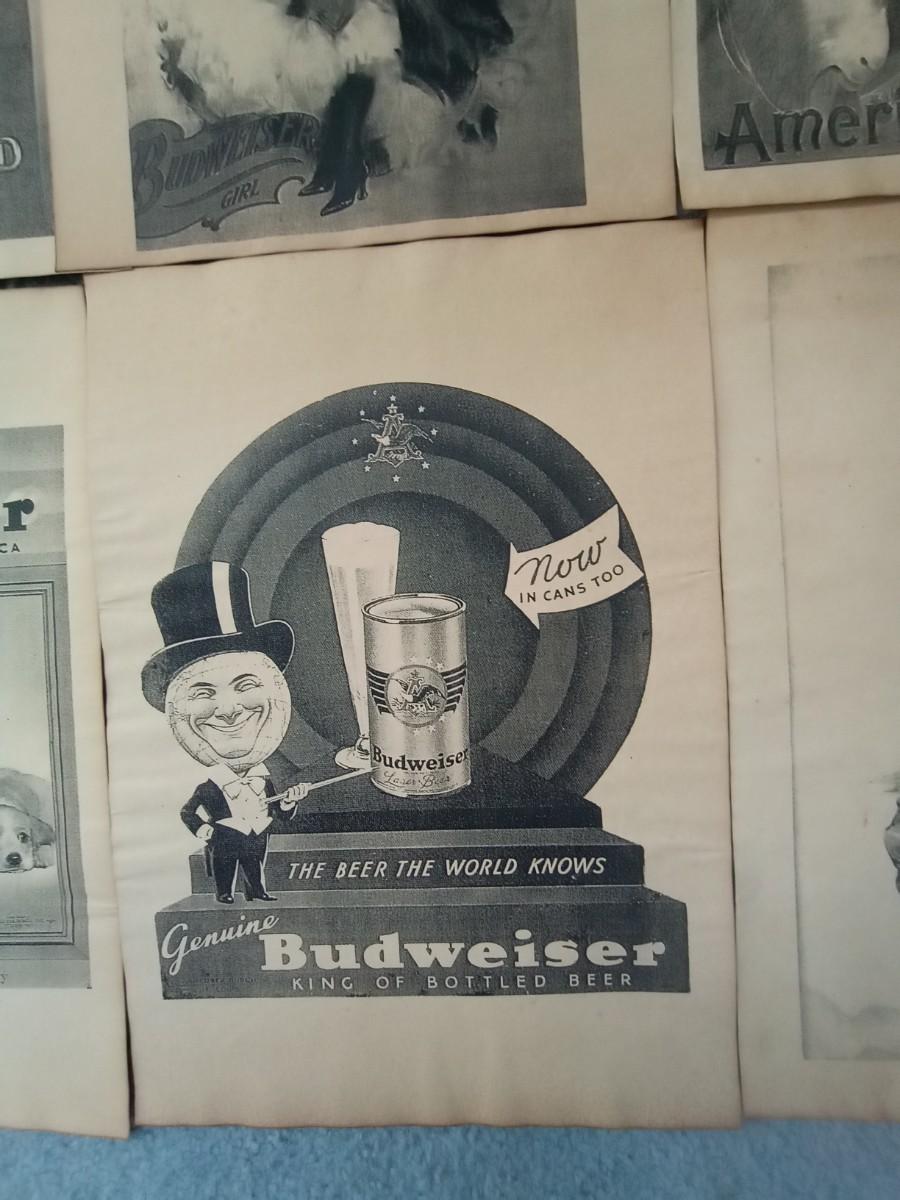 D
BUDWEISER
GIRL
Ameri
r
CA
Now
IN CANS TOO
Budweiser
Lager Beer
THE BEER THE WORLD KNOWS
Genuine
Budweiser
KING OF BOTTLED BEER
y